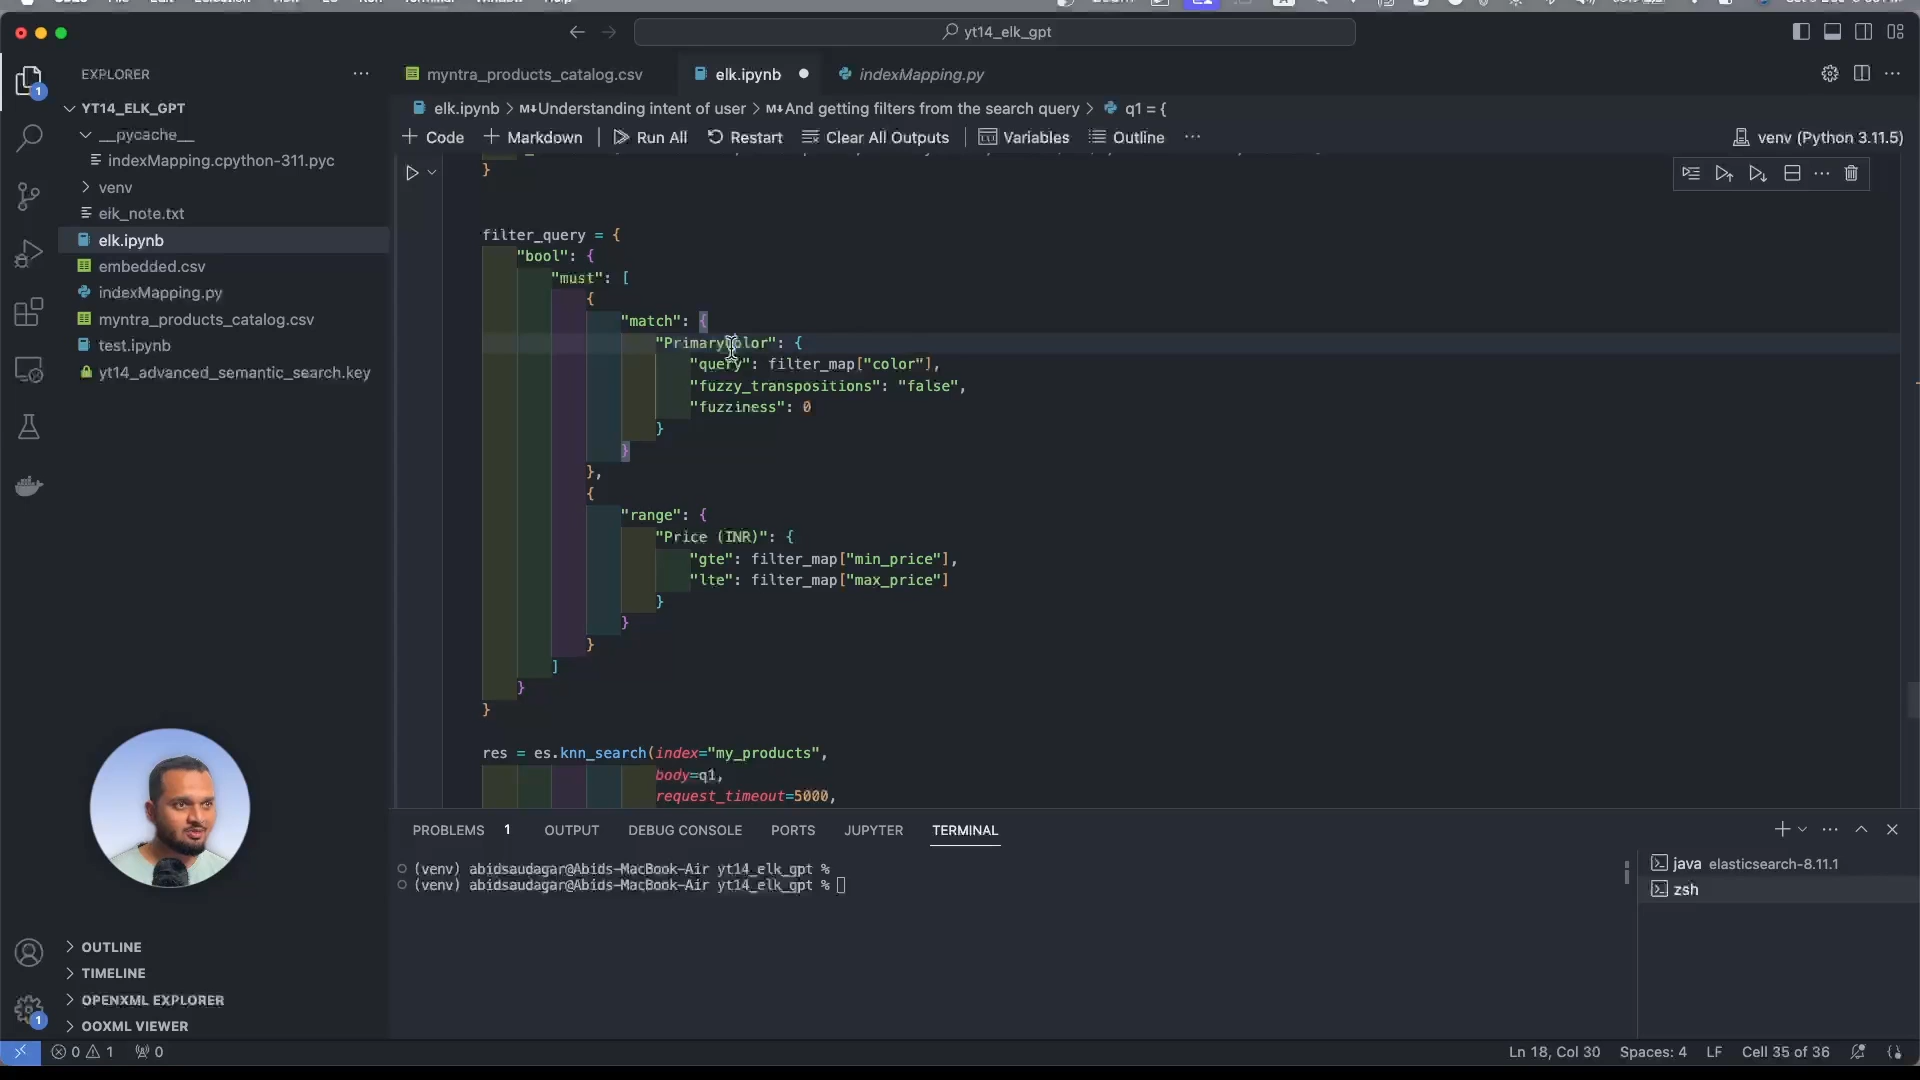 yt14_elk_gpt
EXPLORER
myntra_products_catalog.csv
elk.ipynb
indexMapping.py
YT14_ELK_GPT
elk.ipynb > M↓Understanding intent of user > M↓And getting filters from the search query > q1 = {
__pycache__
+ Code + Markdown | Run All Restart Clear All Outputs | Variables Outline ...
venv (Python 3.11.5)
indexMapping.cpython-311.pyc
venv
eik_note.txt
elk.ipynb
embedded.csv
indexMapping.py
myntra_products_catalog.csv
test.ipynb
yt14_advanced_semantic_search.key
}
filter_query = {
"bool": {
"must": [
{
"match": {
"PrimaryColor": {
"query": filter_map["color"],
"fuzzy_transpositions": "false",
"fuzziness": 0
}
}
},
{
"range": {
"Price (INR)": {
"gte": filter_map["min_price"],
"lte": filter_map["max_price"]
}
}
}
]
}
}
res = es.knn_search(index="my_products",
body=q1,
request_timeout=5000,
PROBLEMS 1 OUTPUT DEBUG CONSOLE PORTS JUPYTER TERMINAL
(venv) abidsaudagar@Abids-MacBook-Air yt14_elk_gpt %
(venv) abidsaudagar@Abids-MacBook-Air yt14_elk_gpt %
java elasticsearch-8.11.1
zsh
OUTLINE
TIMELINE
OPENXML EXPLORER
OOXML VIEWER
1
1
0 1 0
Ln 18, Col 30 Spaces: 4 LF Cell 35 of 36